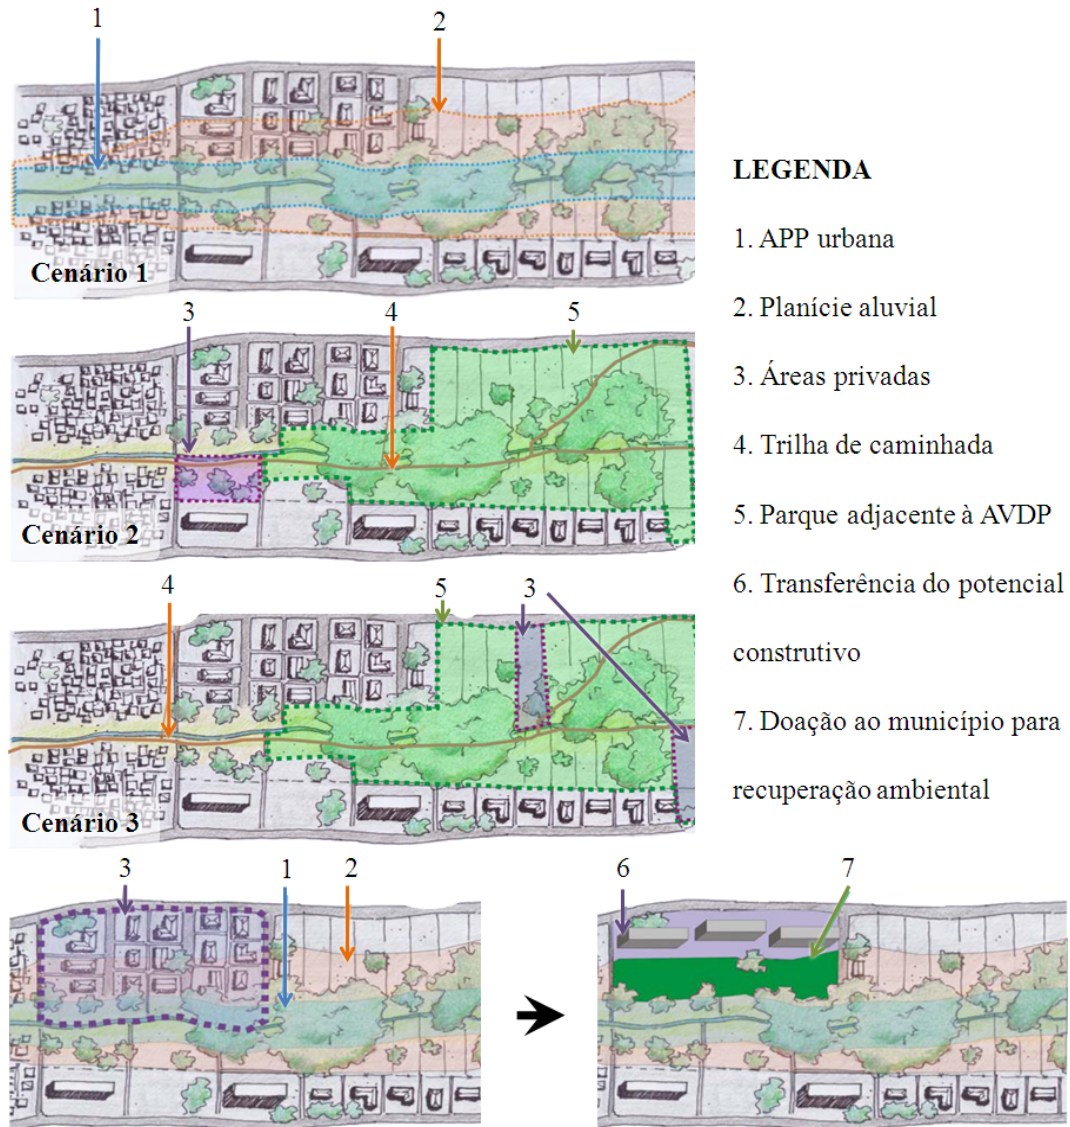 1
2
Cenário 1
3
4
5
Cenário 2
4
5
3
Cenário 3
3
1
2
6
7
LEGENDA
1. APP urbana
2. Planície aluvial
3. Áreas privadas
4. Trilha de caminhada
5. Parque adjacente à AVDP
6. Transferência do potencial
construtivo
7. Doação ao município para
recuperação ambiental